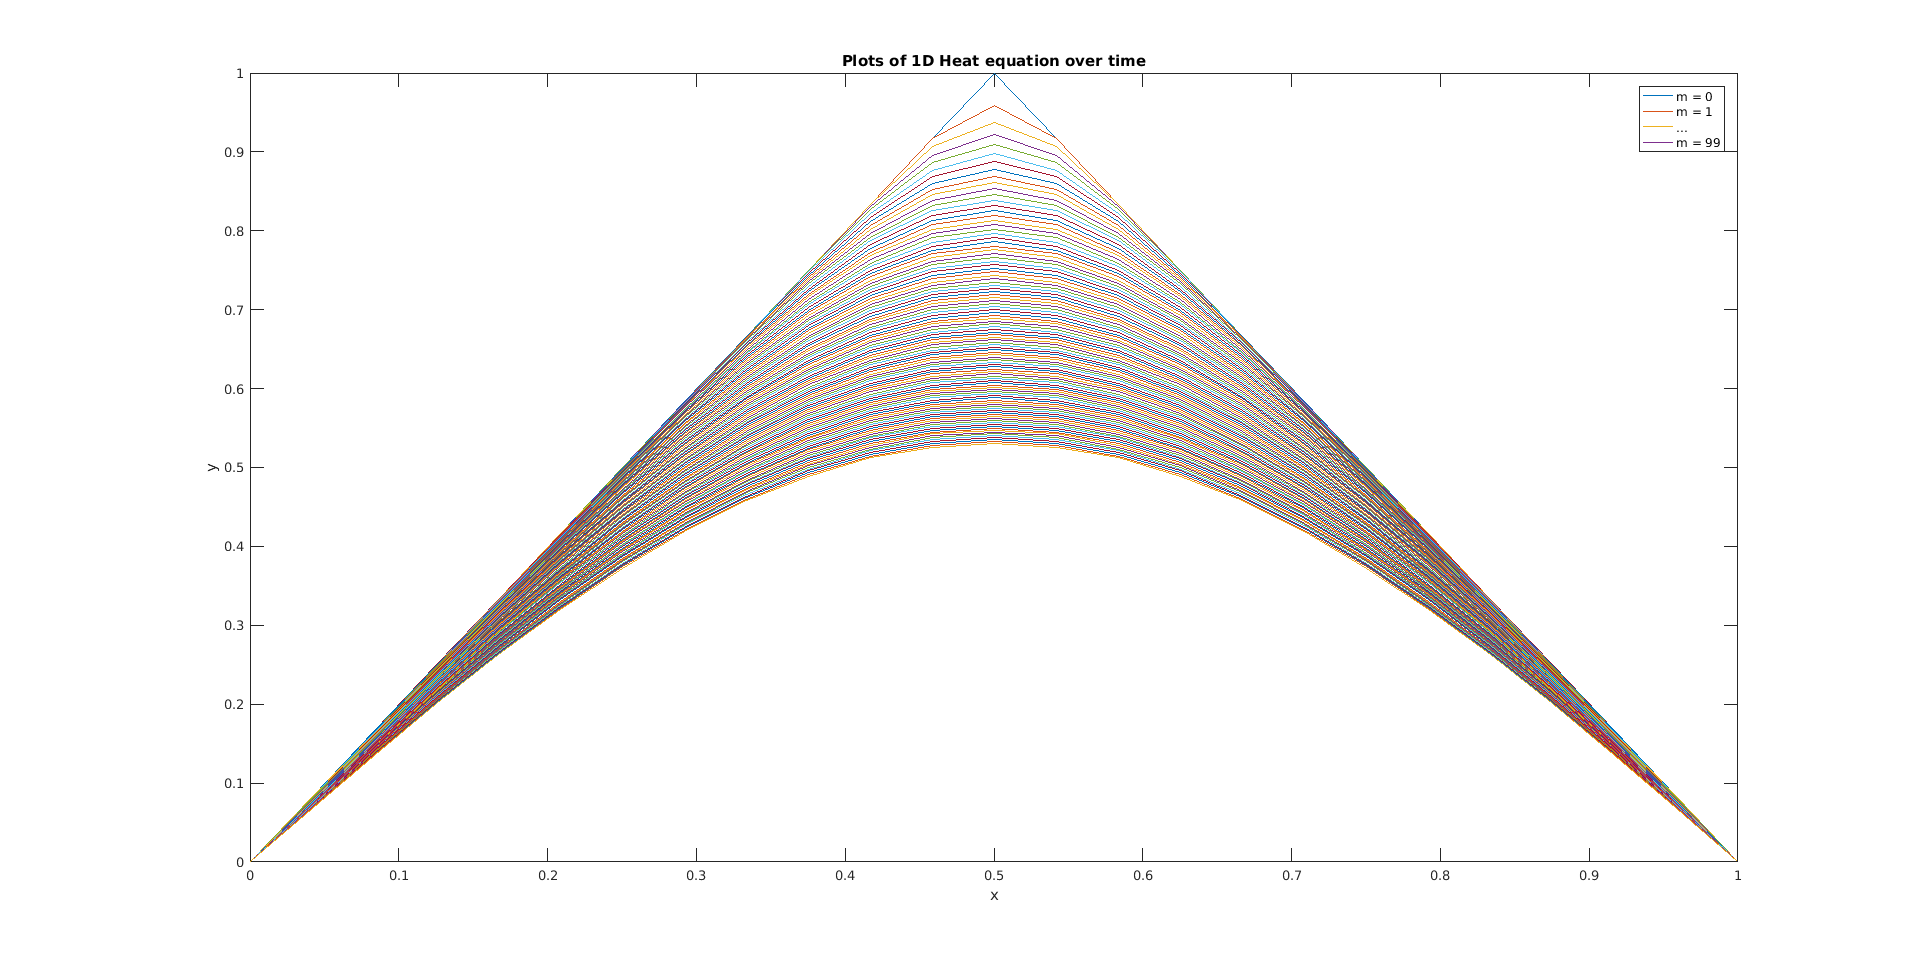 Plots of 1D Heat equation over time
m = 0
m = 1
...
m = 99
y
1
0.9
0.8
0.7
0.6
0.5
0.4
0.3
0.2
0.1
0
0 0.1 0.2 0.3 0.4 0.5 0.6 0.7 0.8 0.9 1
x